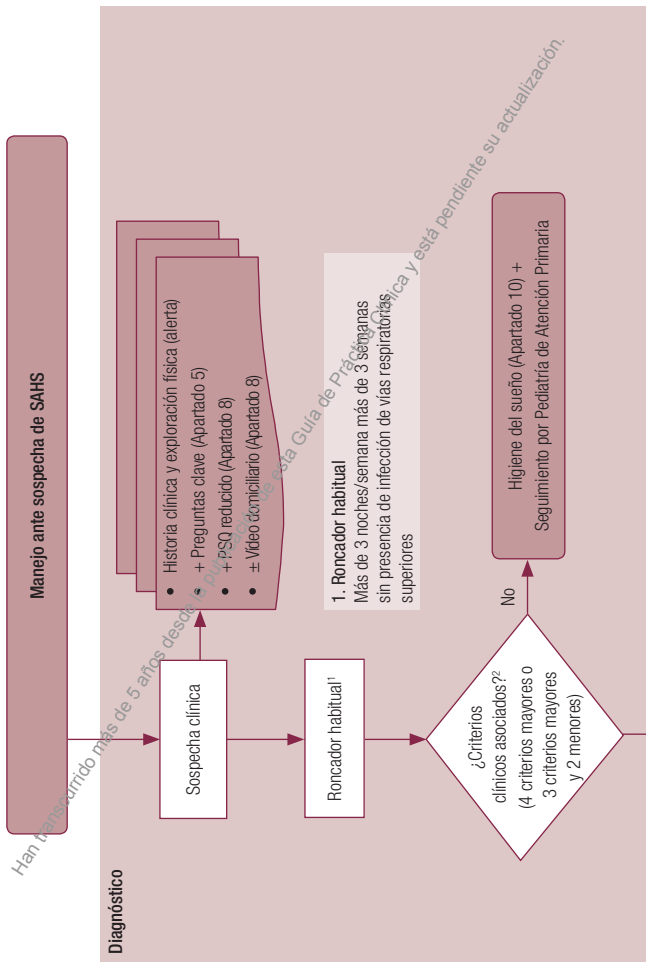 Manejo ante sospecha de SAHS
Diagnóstico
Sospecha clínica
• Historia clínica y exploración física (alerta)
• + Preguntas clave (Apartado 5)
• + PSQ reducido (Apartado 8)
• ± Vídeo domiciliario (Apartado 8)
Roncador habitual¹
1. Roncador habitual
Más de 3 noches/semana más de 3 semanas
sin presencia de infección de vías respiratorias
superiores
¿Criterios
clínicos asociados?²
(4 criterios mayores o
3 criterios mayores
y 2 menores)
No
Higiene del sueño (Apartado 10) +
Seguimiento por Pediatría de Atención Primaria
Han transcurrido más de 5 años desde la publicación de esta Guía de Práctica Clínica y está pendiente su actualización.